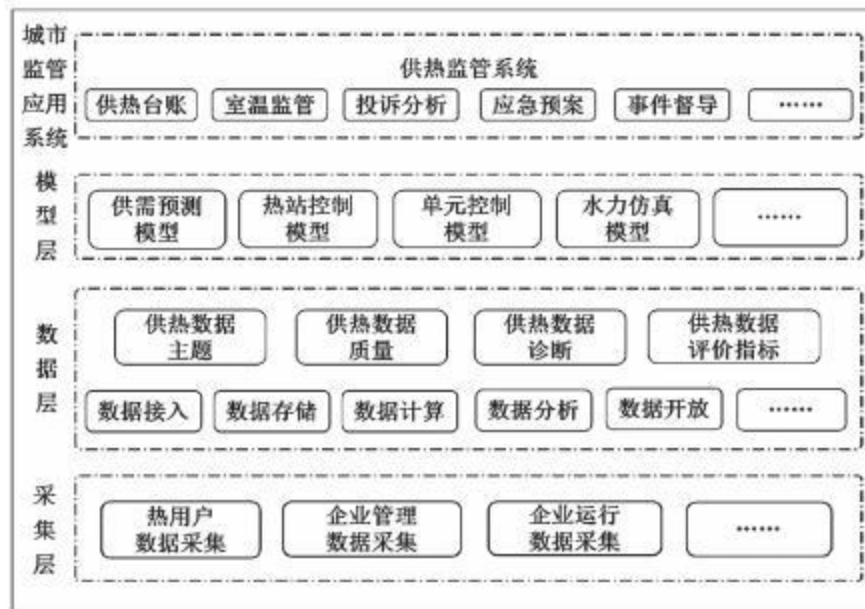 城市
监管
应用
系统
供热监管系统
供热台账 室温监管 投诉分析 应急预案 事件督导 ……
模
型
层
供需预测 热站控制 单元控制 水力仿真 ……
模型 模型 模型 模型
数
据
层
供热数据 供热数据 供热数据 供热数据
主题 质量 诊断 评价指标
数据接入 数据存储 数据计算 数据分析 数据开放 ……
采
集
层
热用户 企业管理 企业运行 ……
数据采集 数据采集 数据采集